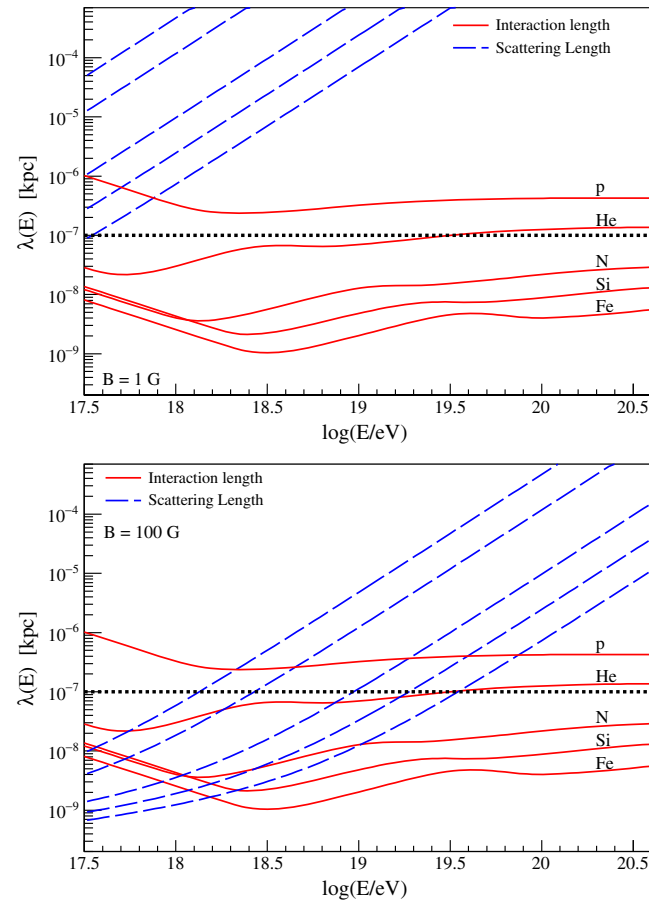 Interaction length
Scattering Length
10⁻⁴
10⁻⁵
10⁻⁶
10⁻⁷
10⁻⁸
10⁻⁹
λ(E) [kpc]
p
He
N
Si
Fe
B = 1 G
17.5 18 18.5 19 19.5 20 20.5
log(E/eV)
Interaction length
Scattering Length
B = 100 G
10⁻⁴
10⁻⁵
10⁻⁶
10⁻⁷
10⁻⁸
10⁻⁹
λ(E) [kpc]
p
He
N
Si
Fe
17.5 18 18.5 19 19.5 20 20.5
log(E/eV)